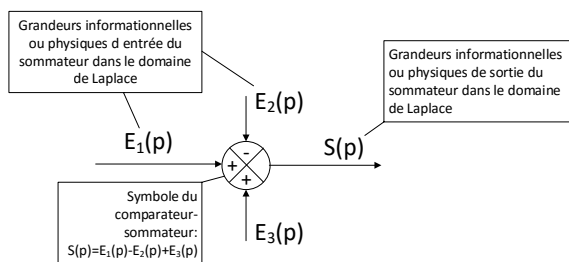 Grandeurs informationnelles
ou physiques d entrée du
sommateur dans le domaine
de Laplace
Grandeurs informationnelles
ou physiques de sortie du
sommateur dans le domaine
de Laplace
E₂(p)
E₁(p)
S(p)
-
+
+
Symbole du
comparateur-
sommateur:
S(p)=E₁(p)-E₂(p)+E₃(p)
E₃(p)